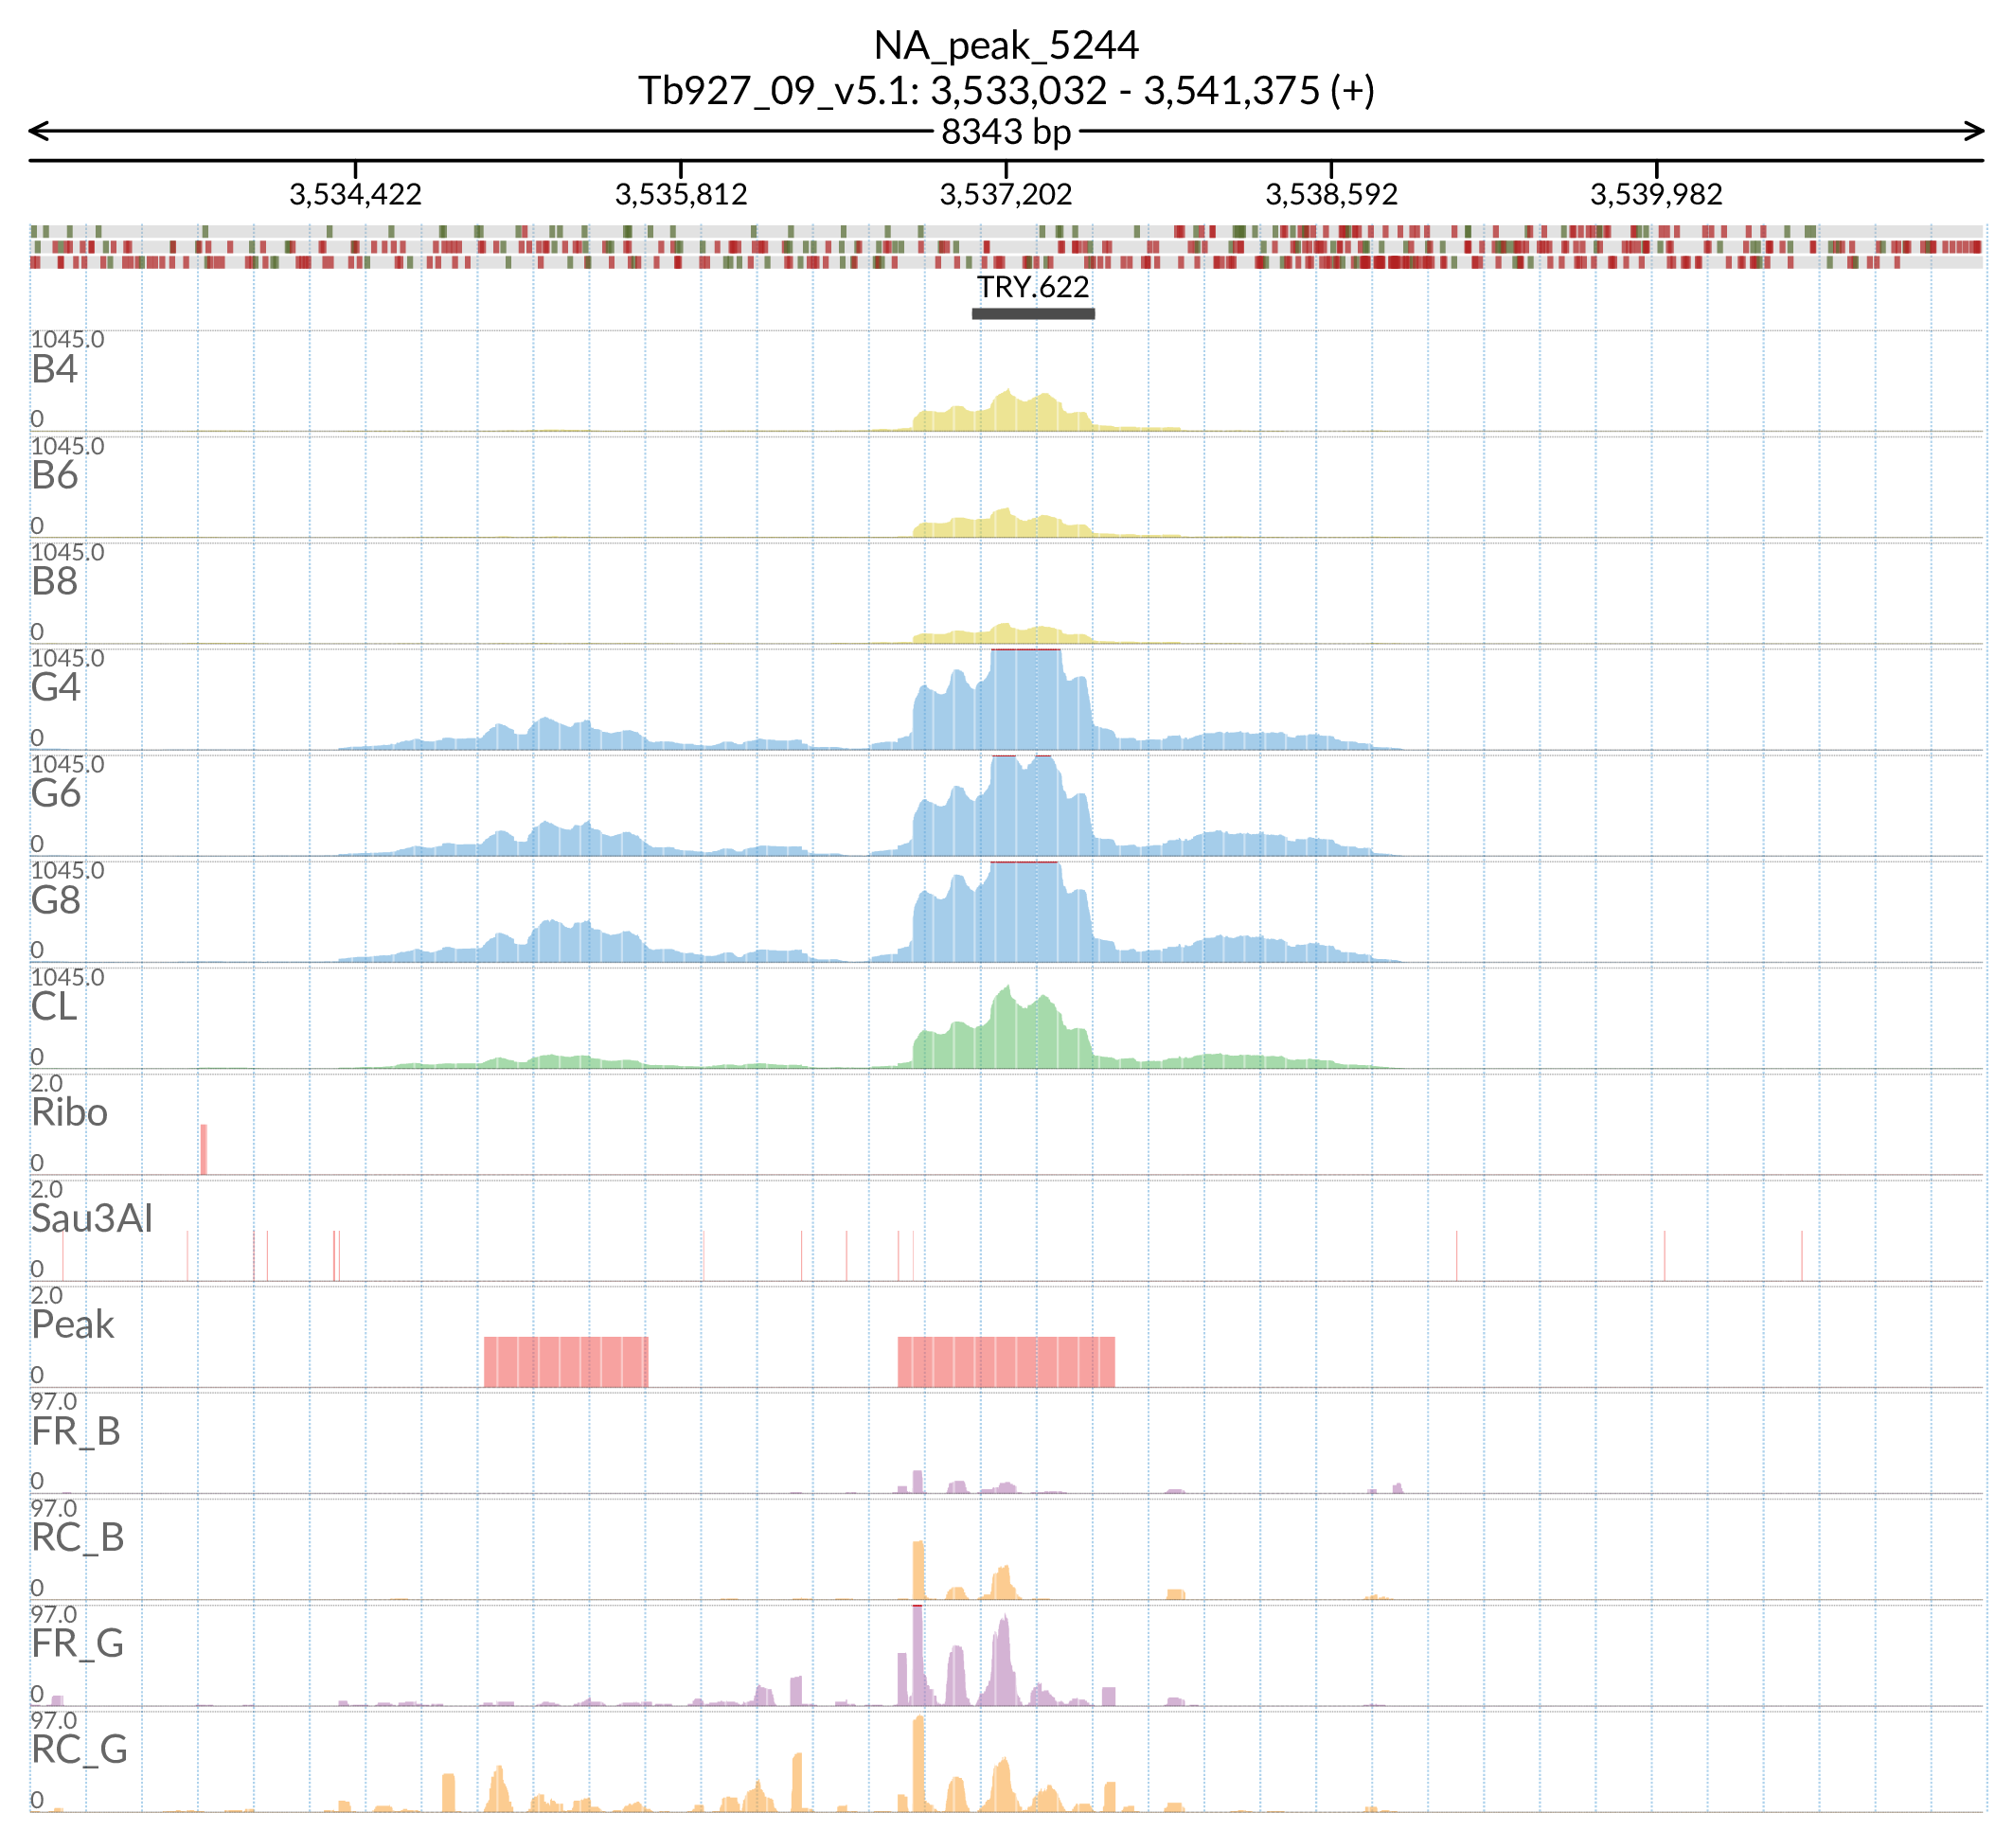 NA_peak_5244
Tb927_09_v5.1: 3,533,032 - 3,541,375 (+)
8343 bp
3,534,422 3,535,812 3,537,202 3,538,592 3,539,982
TRY.622
1045.0
B4
0
1045.0
B6
0
1045.0
B8
0
1045.0
G4
0
1045.0
G6
0
1045.0
G8
0
1045.0
CL
0
2.0
Ribo
0
2.0
Sau3AI
0
2.0
Peak
0
97.0
FR_B
0
97.0
RC_B
0
97.0
FR_G
0
97.0
RC_G
0